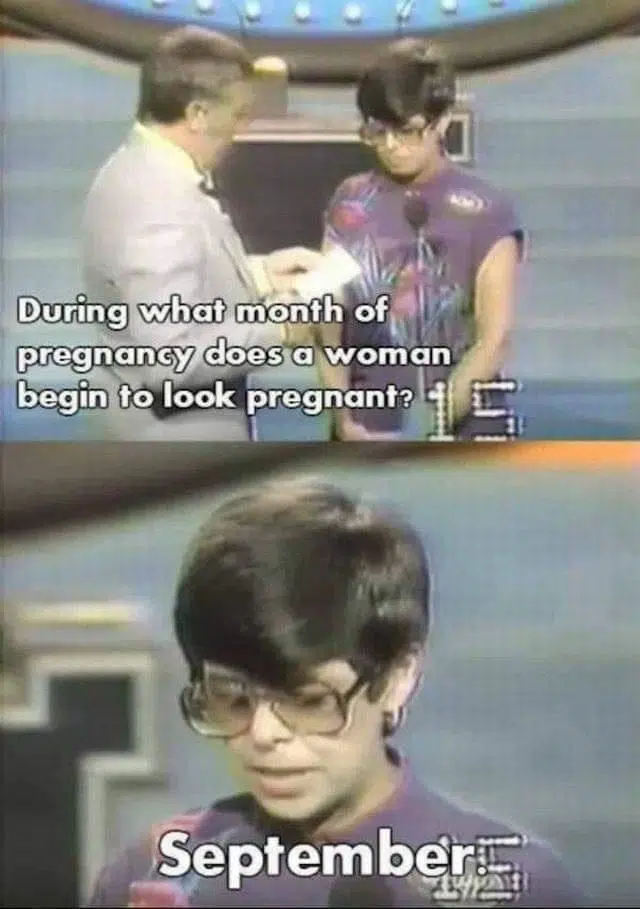 During what month of
pregnancy does a woman
begin to look pregnant?
September.